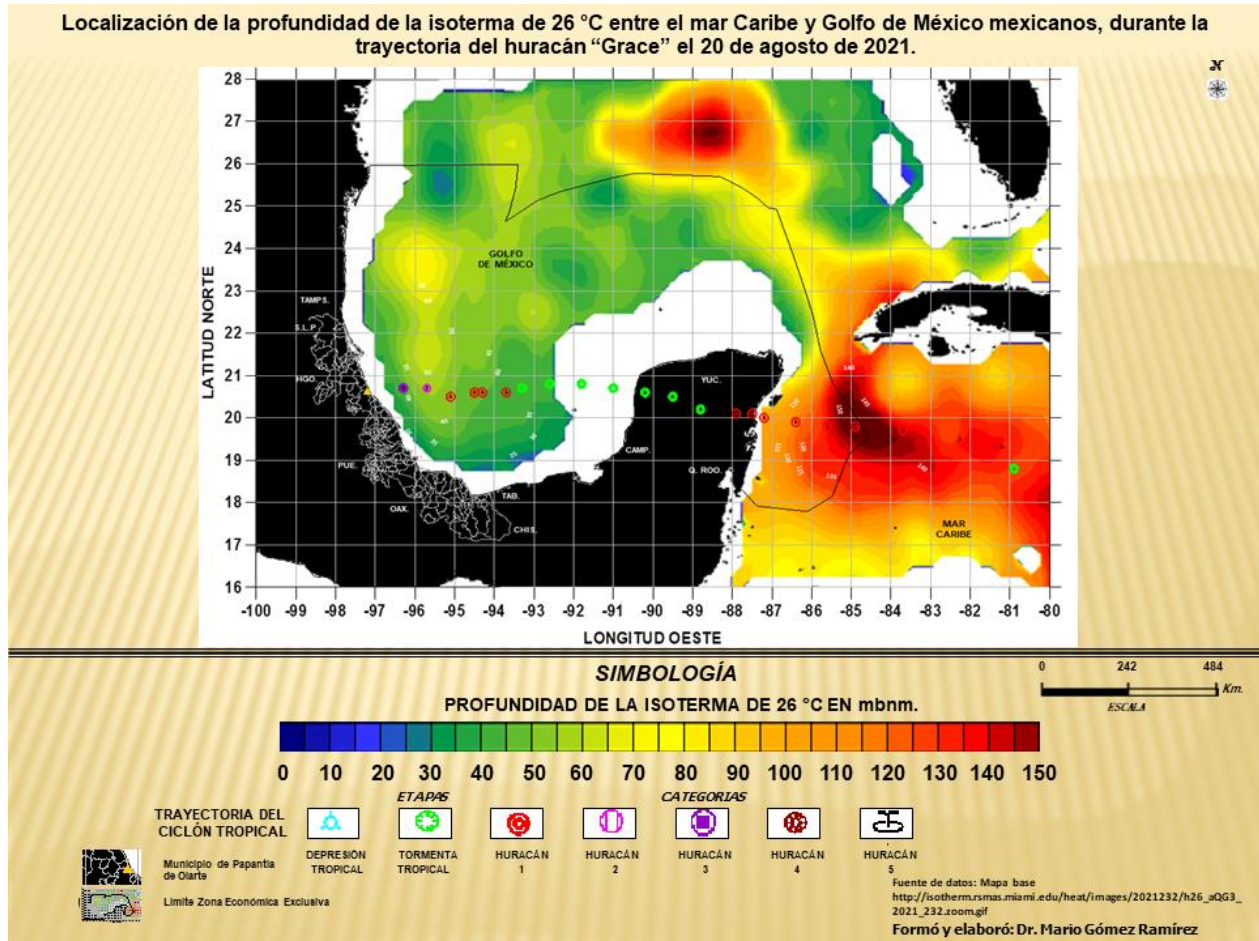 Localización de la profundidad de la isoterma de 26 °C entre el mar Caribe y Golfo de México mexicanos, durante la
trayectoria del huracán “Grace” el 20 de agosto de 2021.
N
LATITUD NORTE
28
27
26
25
24
23
22
21
20
19
18
17
16
GOLFO
DE MÉXICO
TAMPS.
S.L.P.
HGO.
PUE.
OAX.
TAB.
CHIS.
CAMP.
YUC.
Q. ROO.
MAR
CARIBE
-100 -99 -98 -97 -96 -95 -94 -93 -92 -91 -90 -89 -88 -87 -86 -85 -84 -83 -82 -81 -80
LONGITUD OESTE
SIMBOLOGÍA
0 242 484
Km.
ESCALA
PROFUNDIDAD DE LA ISOTERMA DE 26 °C EN mbnm.
0 10 20 30 40 50 60 70 80 90 100 110 120 130 140 150
ETAPAS CATEGORIAS
TRAYECTORIA DEL
CICLÓN TROPICAL
DEPRESIÓN
TROPICAL
TORMENTA
TROPICAL
HURACÁN
1
HURACÁN
2
HURACÁN
3
HURACÁN
4
HURACÁN
5
Municipio de Papantla
de Olarte
Limite Zona Económica Exclusiva
Fuente de datos: Mapa base
http://isotherm.rsmas.miami.edu/heat/images/2021232/h26_aQG3_
2021_232.zoom.gif
Formó y elaboró: Dr. Mario Gómez Ramírez